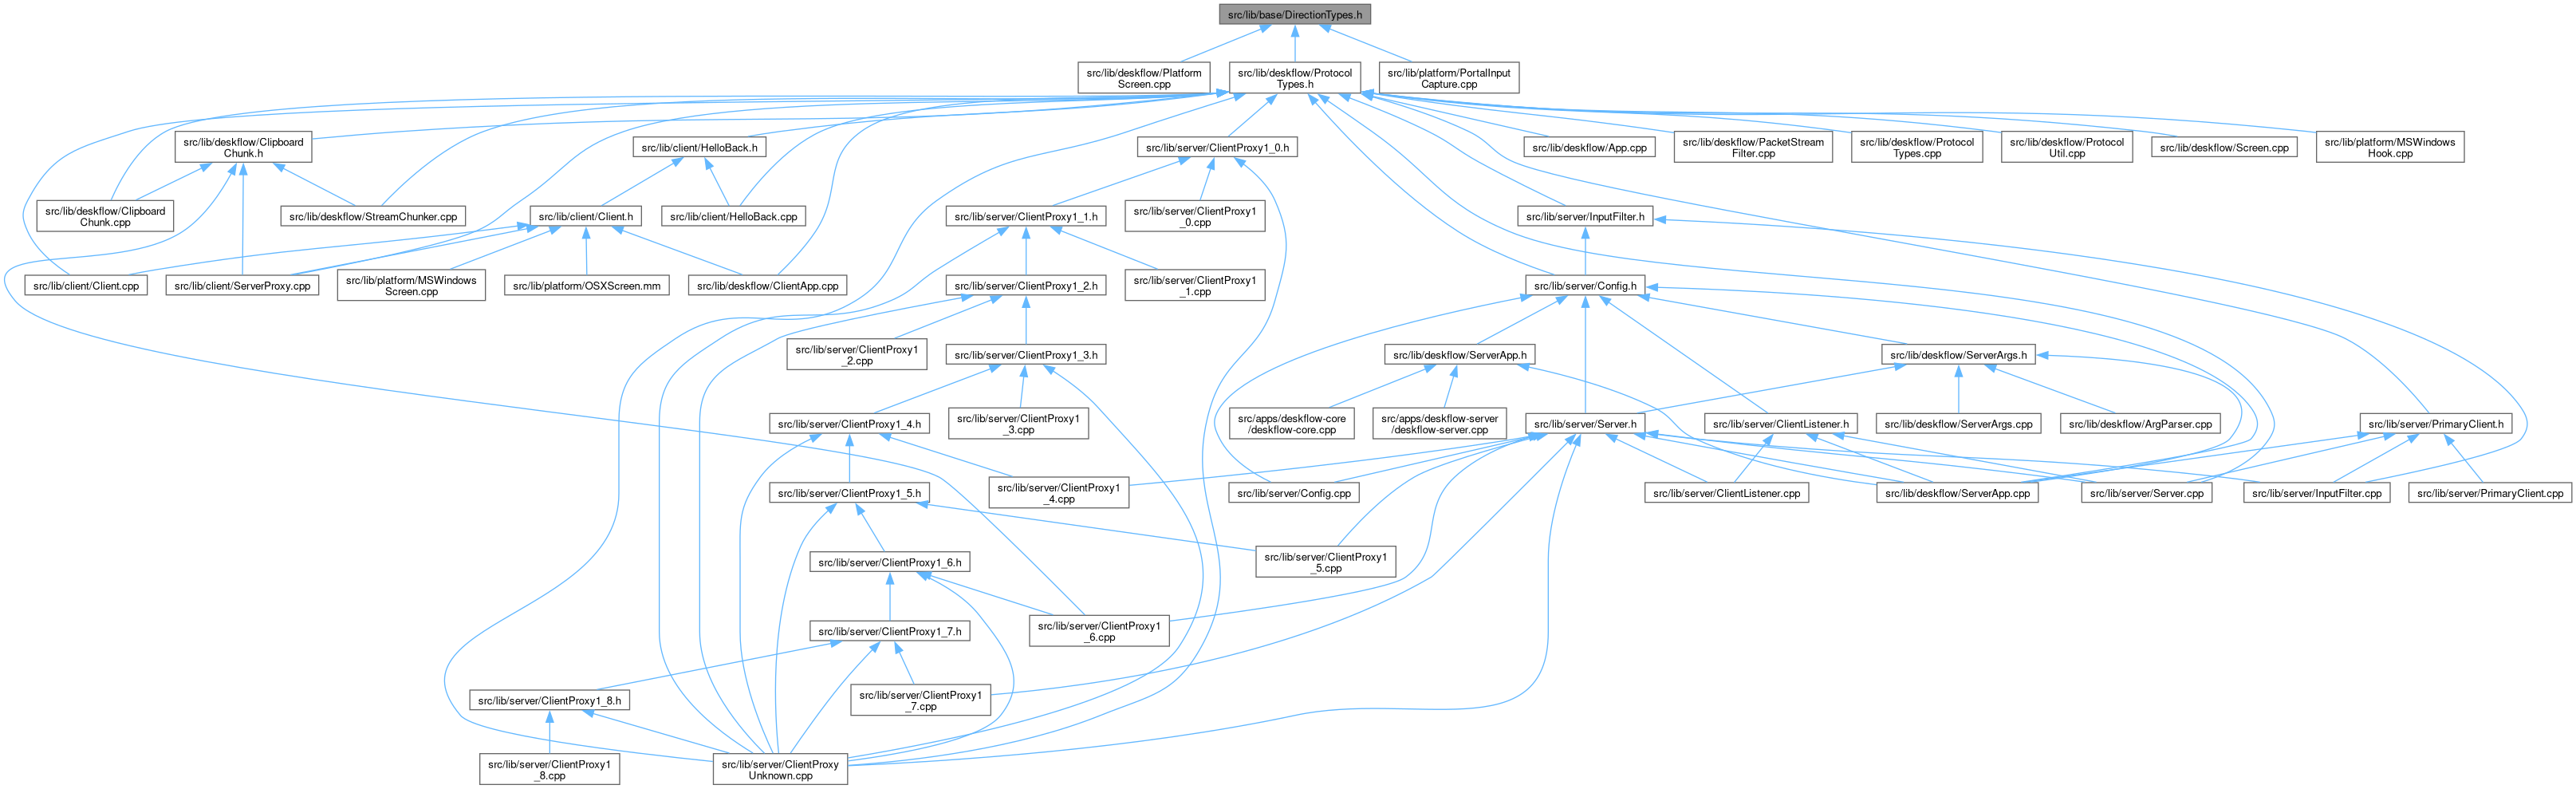 src/lib/base/DirectionTypes.h
src/lib/deskflow/Platform
Screen.cpp
src/lib/deskflow/Protocol
Types.h
src/lib/platform/PortalInput
Capture.cpp
src/lib/deskflow/Clipboard
Chunk.h
src/lib/client/HelloBack.h
src/lib/server/ClientProxy1_0.h
src/lib/deskflow/App.cpp
src/lib/deskflow/PacketStream
Filter.cpp
src/lib/deskflow/Protocol
Types.cpp
src/lib/deskflow/Protocol
Util.cpp
src/lib/deskflow/Screen.cpp
src/lib/platform/MSWindows
Hook.cpp
src/lib/deskflow/Clipboard
Chunk.cpp
src/lib/deskflow/StreamChunker.cpp
src/lib/client/Client.h
src/lib/client/HelloBack.cpp
src/lib/server/ClientProxy1_1.h
src/lib/server/ClientProxy1
_0.cpp
src/lib/server/InputFilter.h
src/lib/client/Client.cpp
src/lib/client/ServerProxy.cpp
src/lib/platform/MSWindows
Screen.cpp
src/lib/platform/OSXScreen.mm
src/lib/deskflow/ClientApp.cpp
src/lib/server/ClientProxy1_2.h
src/lib/server/ClientProxy1
_1.cpp
src/lib/server/Config.h
src/lib/server/ClientProxy1
_2.cpp
src/lib/server/ClientProxy1_3.h
src/lib/deskflow/ServerApp.h
src/lib/deskflow/ServerArgs.h
src/lib/server/ClientProxy1_4.h
src/lib/server/ClientProxy1
_3.cpp
src/apps/deskflow-core
/deskflow-core.cpp
src/apps/deskflow-server
/deskflow-server.cpp
src/lib/server/Server.h
src/lib/server/ClientListener.h
src/lib/deskflow/ServerArgs.cpp
src/lib/deskflow/ArgParser.cpp
src/lib/server/PrimaryClient.h
src/lib/server/ClientProxy1_5.h
src/lib/server/ClientProxy1
_4.cpp
src/lib/server/Config.cpp
src/lib/server/ClientListener.cpp
src/lib/deskflow/ServerApp.cpp
src/lib/server/Server.cpp
src/lib/server/InputFilter.cpp
src/lib/server/PrimaryClient.cpp
src/lib/server/ClientProxy1_6.h
src/lib/server/ClientProxy1
_5.cpp
src/lib/server/ClientProxy1_7.h
src/lib/server/ClientProxy1
_6.cpp
src/lib/server/ClientProxy1_8.h
src/lib/server/ClientProxy1
_7.cpp
src/lib/server/ClientProxy1
_8.cpp
src/lib/server/ClientProxy
Unknown.cpp